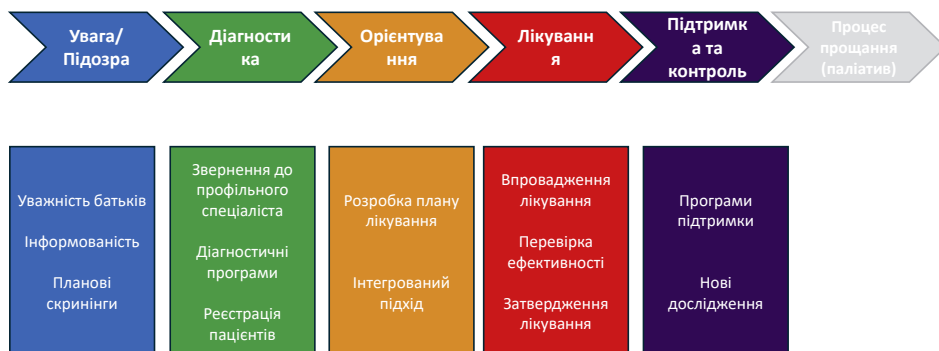 Увага/
Підозра
Діагности
ка
Орієнтува
ння
Лікуванн
я
Підтримк
а та
контроль
Процес
прощання
(паліатив)
Уважність батьків
Інформованість
Планові
скринінги
Звернення до
профільного
спеціаліста
Діагностичні
програми
Реєстрація
пацієнтів
Розробка плану
лікування
Інтегрований
підхід
Впровадження
лікування
Перевірка
ефективності
Затвердження
лікування
Програми
підтримки
Нові
дослідження